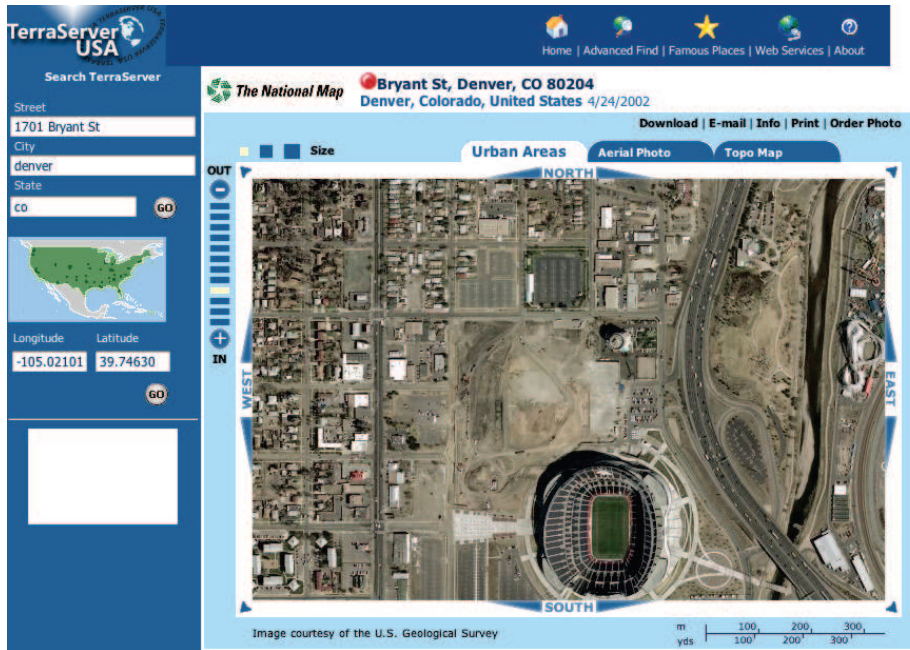 TerraServer
USA
Home | Advanced Find | Famous Places | Web Services | About
Search TerraServer
Street
1701 Bryant St
City
denver
State
co
GO
Longitude Latitude
-105.02101 39.74630
GO
The National Map
Bryant St, Denver, CO 80204
Denver, Colorado, United States 4/24/2002
Download | E-mail | Info | Print | Order Photo
Size
Urban Areas Aerial Photo Topo Map
OUT
IN
NORTH
WEST
EAST
SOUTH
Image courtesy of the U.S. Geological Survey
m 100 200 300
yds 100' 200' 300'